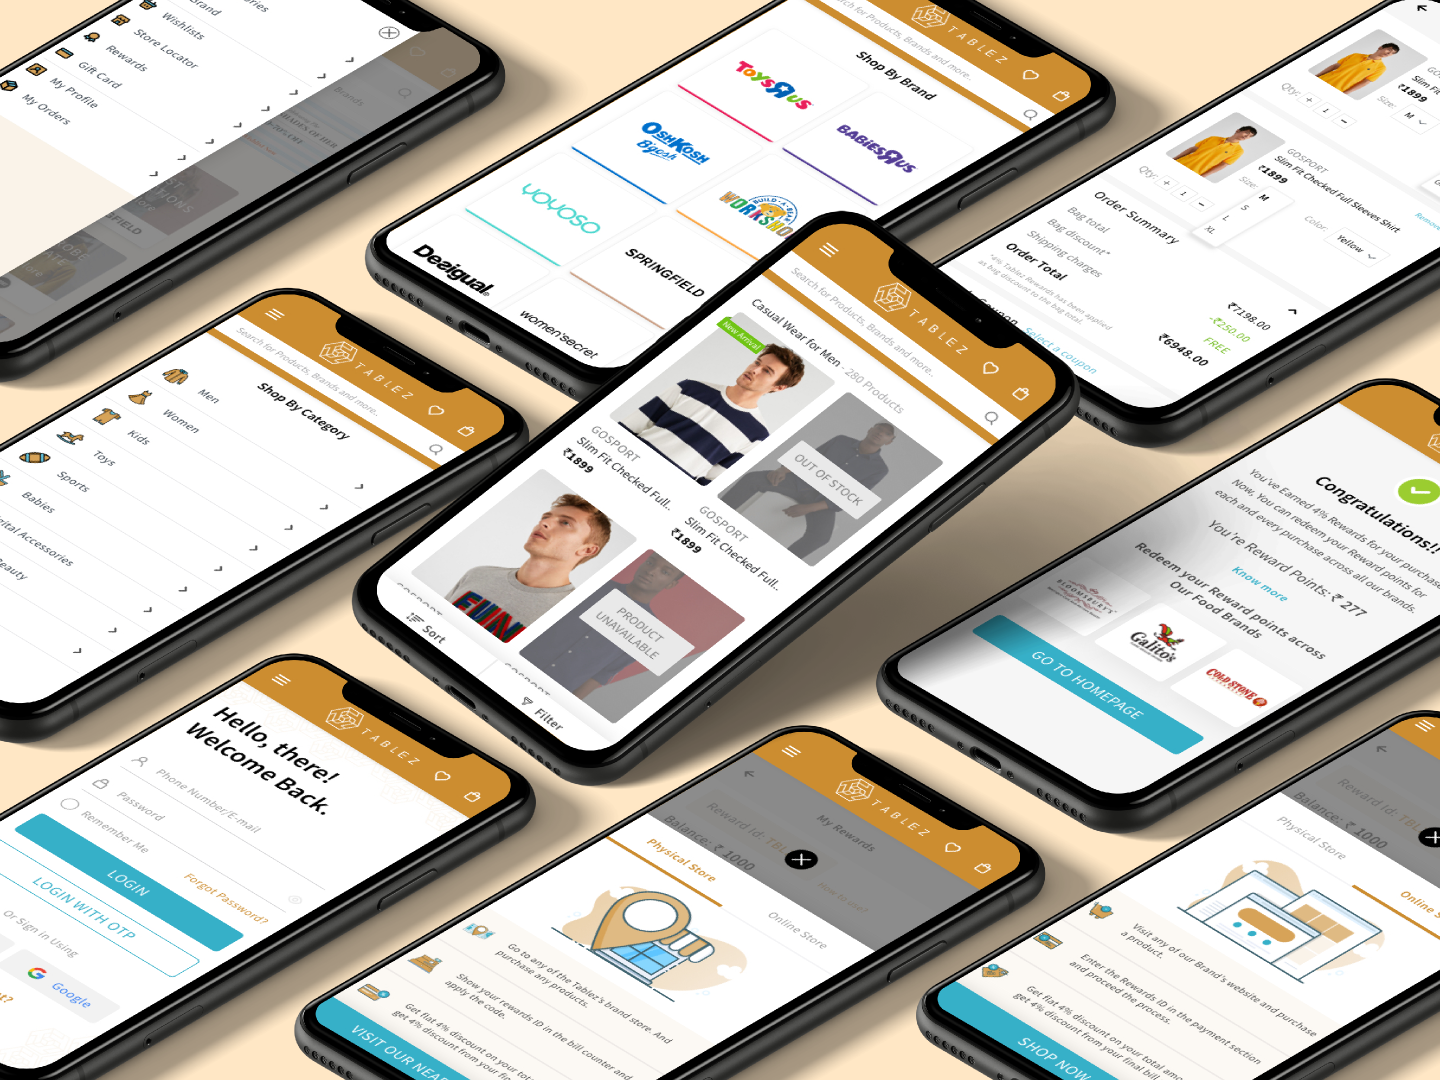 Brand
Wishlists
Store Locator
Rewards
Gift Card
My Profile
My Orders
TABLEZ
Search for Products, Brands and more..
Shop By Brand
TOYS R US
BABIES R US
OSHKOSH
B'gosh
BUILD-A-BEAR
WORKSHO
YOYOSO
SPRINGFIELD
Desigual
women'secret
₹1899
Qty:
+ 1 −
Size:
M
GOSPORT
Slim Fit Checked Full Sleeves Shirt
₹1899
Qty:
+ 1 −
Size:
M
S
L
XL
Color:
Yellow
Order Summary
Bag total
₹7198.00
Bag discount*
-₹250.00
Shipping charges
FREE
Order Total
₹6948.00
*4% Tablez Rewards has been applied
as bag discount to the bag total
Coupon
Select a coupon
TABLEZ
Search for Products, Brands and more..
Shop By Category
Men
Women
Kids
Toys
Sports
Babies
ital Accessories
eauty
TABLEZ
Search for Products, Brands and more..
Casual Wear for Men - 280 Products
New Arrival
GOSPORT
Slim Fit Checked Full..
₹1899
OUT OF STOCK
GOSPORT
Slim Fit Checked Full..
₹1899
PRODUCT
UNAVAILABLE
Sort
Filter
Congratulations!!
You've Earned 4% Rewards for your purchase
Now, You can redeem your Reward points for
each and every purchase across all our brands.
You're Reward Points: ₹ 277
Know more
Redeem your Reward points across
Our Food Brands
BLOOMSBURY'S
Galito's
COLD STONE
GO TO HOMEPAGE
TABLEZ
Hello, there!
Welcome Back.
Phone Number/E-mail
Password
Remember Me
Forgot Password?
LOGIN
LOGIN WITH OTP
Or Sign in Using
Google
TABLEZ
My Rewards
Reward Id: TBL
Balance: ₹ 1000
How to use?
Physical Store
Online Store
Go to any of the Tablez's brand store. And
purchase any products.
Show your rewards ID in the bill counter and
apply the code.
Get flat 4% discount on your tot
get 4% discount from your fin
VISIT OUR NEAR
Reward Id: TBL
Balance: ₹ 1000
Physical Store
Online S
Visit any of our Brand's website and purchase
a product.
Enter the Rewards ID in the payment section
and proceed the process.
Get flat 4% discount on your total amo
get 4% discount from your final bill
SHOP NOW